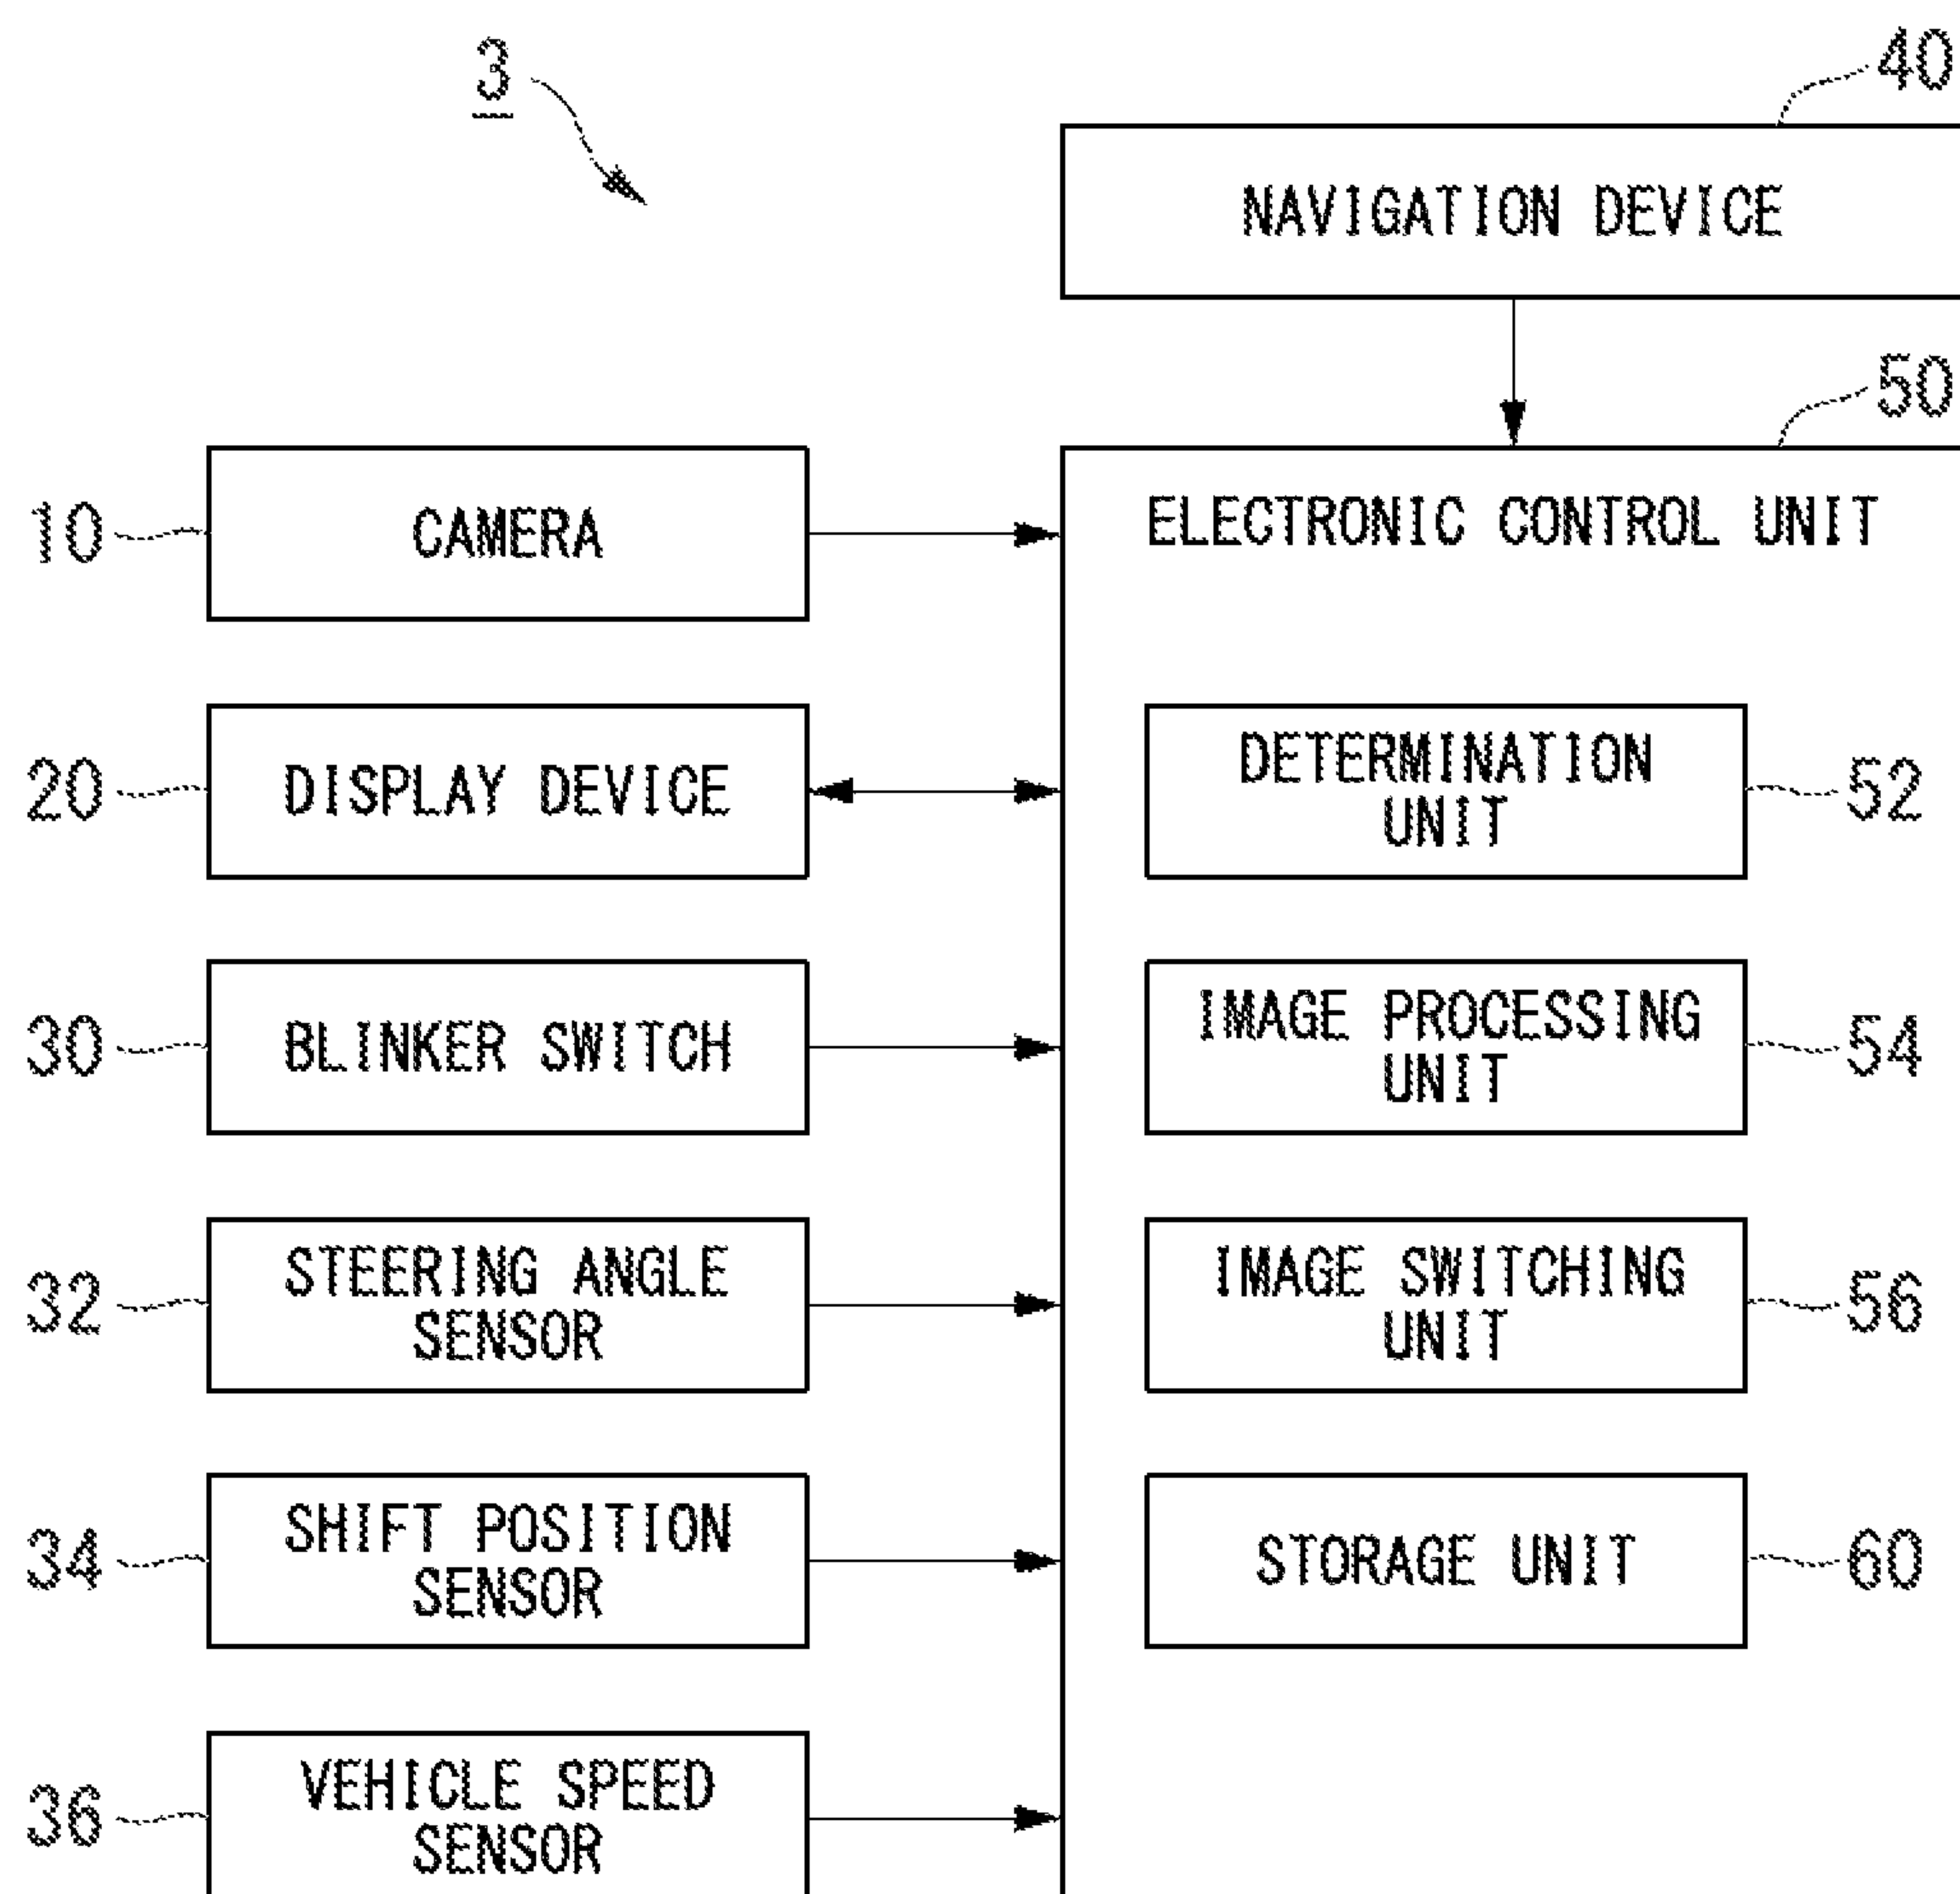 3
40
NAVIGATION DEVICE
50
10
CAMERA
ELECTRONIC CONTROL UNIT
20
DISPLAY DEVICE
DETERMINATION
UNIT
52
30
BLINKER SWITCH
IMAGE PROCESSING
UNIT
54
32
STEERING ANGLE
SENSOR
IMAGE SWITCHING
UNIT
56
34
SHIFT POSITION
SENSOR
STORAGE UNIT
60
36
VEHICLE SPEED
SENSOR